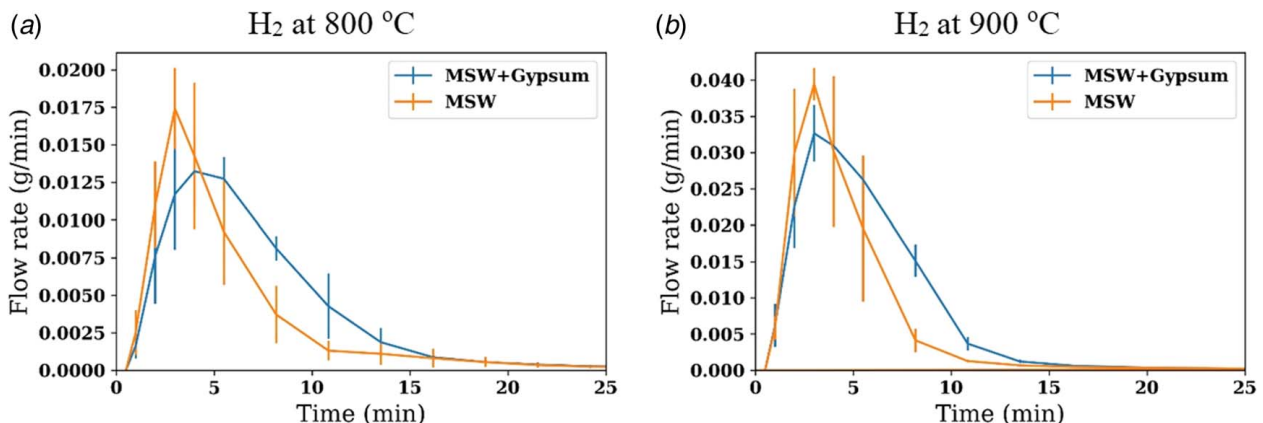 (a) H₂ at 800 °C
MSW+Gypsum
MSW
0.0200
0.0175
0.0150
0.0125
0.0100
0.0075
0.0050
0.0025
0.0000
Flow rate (g/min)
0 5 10 15 20 25
Time (min)
(b) H₂ at 900 °C
MSW+Gypsum
MSW
0.040
0.035
0.030
0.025
0.020
0.015
0.010
0.005
0.000
Flow rate (g/min)
0 5 10 15 20 25
Time (min)